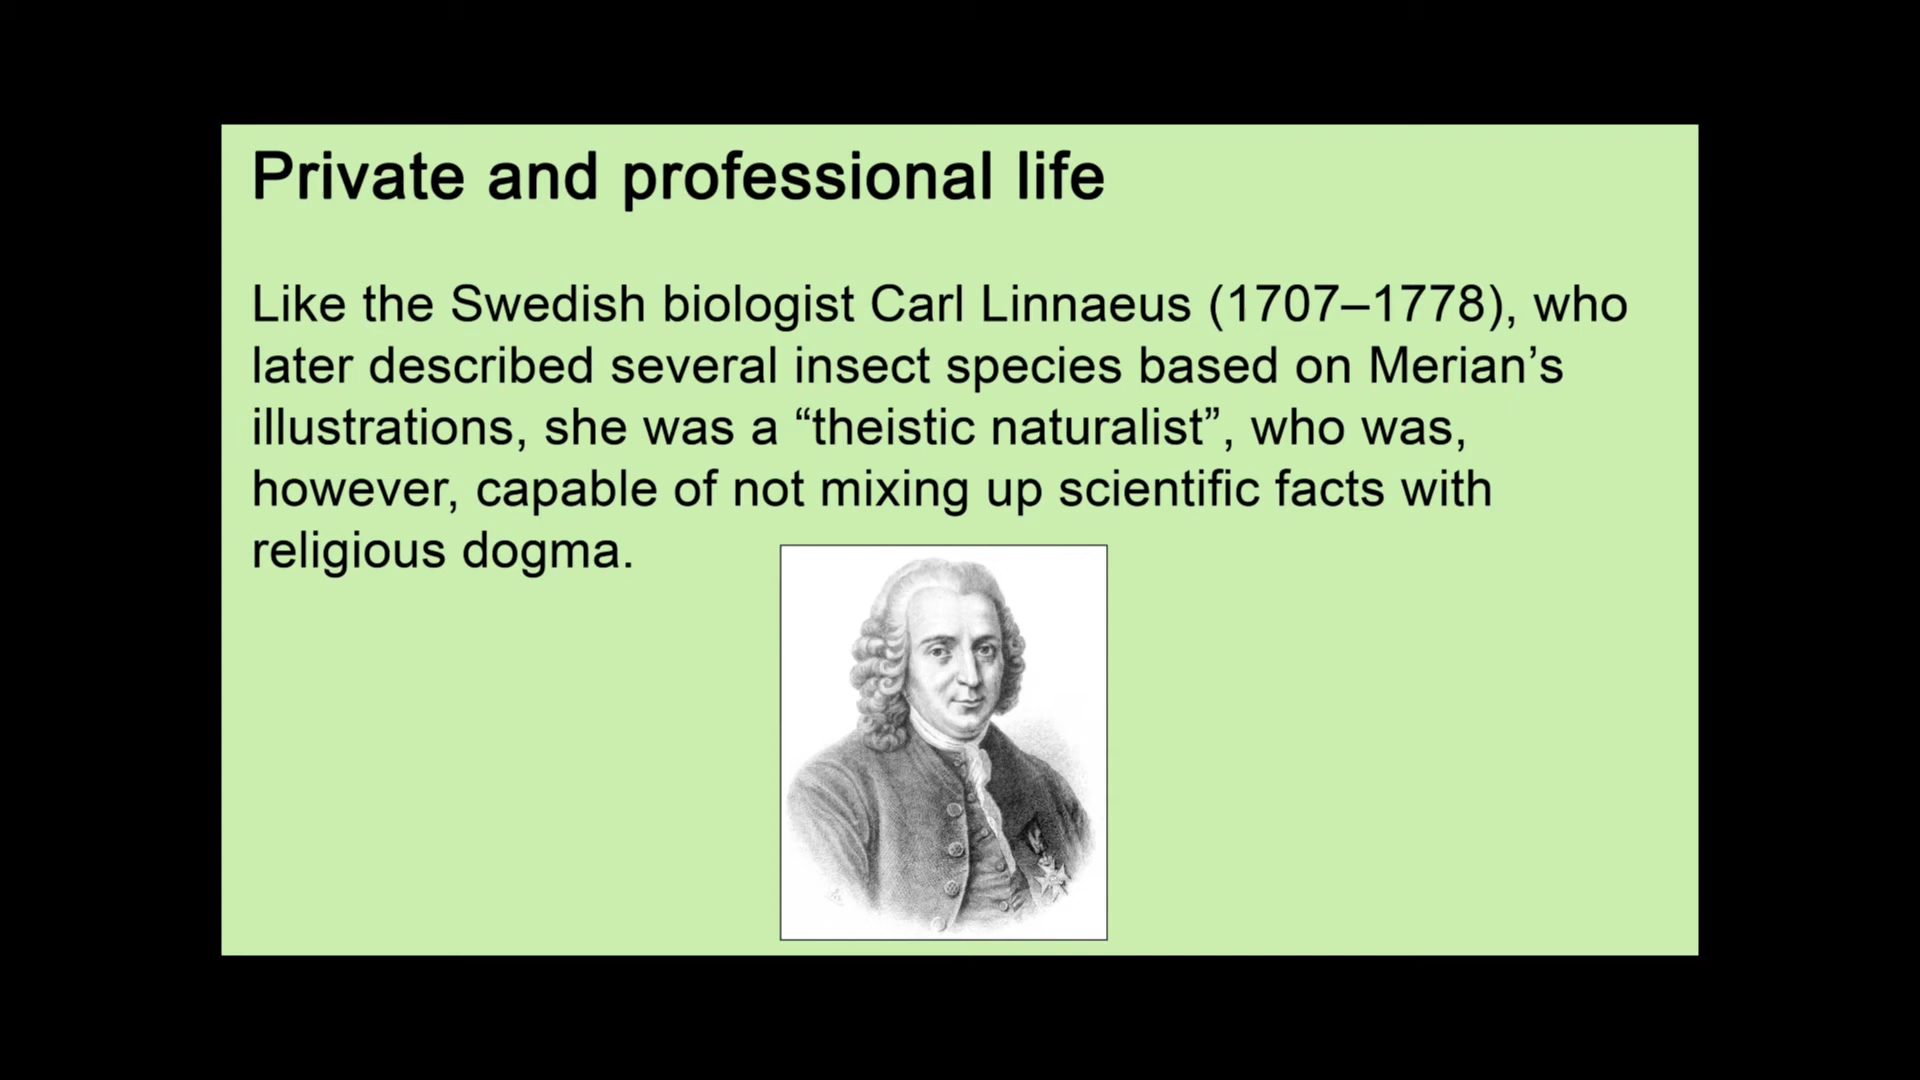 Private and professional life
Like the Swedish biologist Carl Linnaeus (1707–1778), who
later described several insect species based on Merian’s
illustrations, she was a “theistic naturalist”, who was,
however, capable of not mixing up scientific facts with
religious dogma.